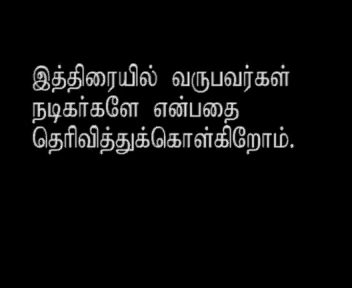 இத்திரையில் வருபவர்கள்
நடிகர்களே என்பதை
தெரிவித்துக்கொள்கிறோம்.